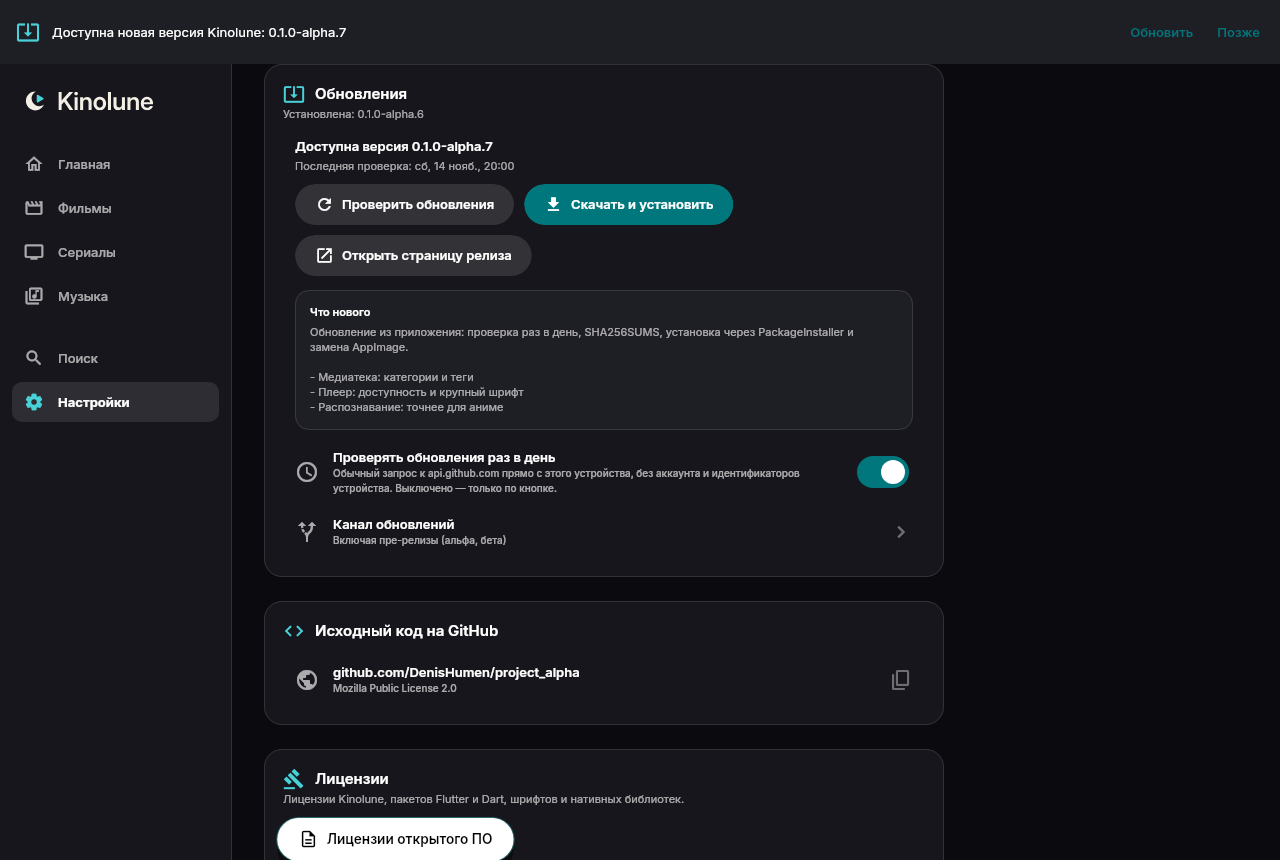 Доступна новая версия Kinolune: 0.1.0-alpha.7
Обновить
Позже
Kinolune
Главная
Фильмы
Сериалы
Музыка
Поиск
Настройки
Обновления
Установлена: 0.1.0-alpha.6
Доступна версия 0.1.0-alpha.7
Последняя проверка: сб, 14 нояб., 20:00
Проверить обновления
Скачать и установить
Открыть страницу релиза
Что нового
Обновление из приложения: проверка раз в день, SHA256SUMS, установка через PackageInstaller и
замена AppImage.
- Медиатека: категории и теги
- Плеер: доступность и крупный шрифт
- Распознавание: точнее для аниме
Проверять обновления раз в день
Обычный запрос к api.github.com прямо с этого устройства, без аккаунта и идентификаторов
устройства. Выключено — только по кнопке.
Канал обновлений
Включая пре-релизы (альфа, бета)
Исходный код на GitHub
github.com/DenisHumen/project_alpha
Mozilla Public License 2.0
Лицензии
Лицензии Kinolune, пакетов Flutter и Dart, шрифтов и нативных библиотек.
Лицензии открытого ПО